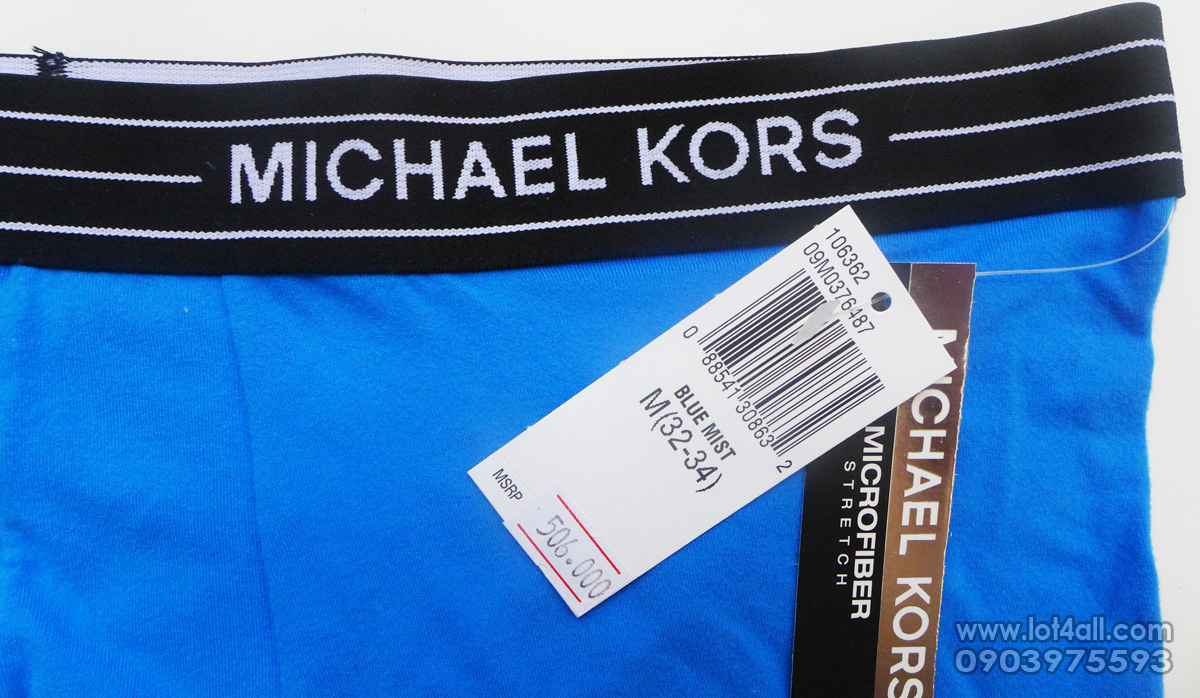 MICHAEL KORS
106362
09M0376487
0 88541 30863 2
BLUE MIST
M(32-34)
MSRP
506.000
MICHAEL KORS
MICROFIBER
STRETCH
www.lot4all.com
0903975593